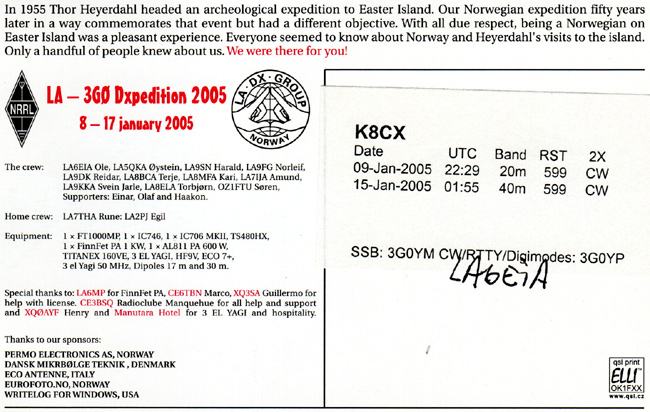 In 1955 Thor Heyerdahl headed an archeological expedition to Easter Island. Our Norwegian expedition fifty years
later in a way commemorates that event but had a different objective. With all due respect, being a Norwegian on
Easter Island was a pleasant experience. Everyone seemed to know about Norway and Heyerdahl's visits to the island.
Only a handful of people knew about us. We were there for you!
NRRL
LA – 3GØ Dxpedition 2005
8 – 17 january 2005
LA - DX - GROUP
NORWAY
The crew: LA6EIA Ole, LA5QKA Øystein, LA9SN Harald, LA9FG Norleif,
LA9DK Reidar, LA8BCA Terje, LA8MFA Kari, LA7IJA Amund,
LA9KKA Svein Jarle, LA8ELA Torbjørn, OZ1FTU Søren,
Supporters: Einar, Olaf and Haakon.
Home crew: LA7THA Rune: LA2PJ Egil
Equipment: 1 x FT1000MP, 1 x IC746, 1 x IC706 MKII, TS480HX,
1 x FinnFet PA 1 KW, 1 x AL811 PA 600 W,
TITANEX 160VE, 3 EL YAGI, HF9V, ECO 7+,
3 el Yagi 50 MHz, Dipoles 17 m and 30 m.
Special thanks to: LA6MP for FinnFet PA, CE6TBN Marco, XQ3SA Guillermo for
help with license. CE3BSQ Radioclube Manquehue for all help and support
and XQØAYF Henry and Manutara Hotel for 3 EL YAGI and hospitality.
Thanks to our sponsors:
PERMO ELECTRONICS AS, NORWAY
DANSK MIKRBØLGE TEKNIK , DENMARK
ECO ANTENNE, ITALY
EUROFOTO.NO, NORWAY
WRITELOG FOR WINDOWS, USA
K8CX
Date UTC Band RST 2X
09-Jan-2005 22:29 20m 599 CW
15-Jan-2005 01:55 40m 599 CW
SSB: 3G0YM CW/RTTY/Digimodes: 3G0YP
LA6EiA
qsl print
ELLI
OK1FXX
www.qsl.cz